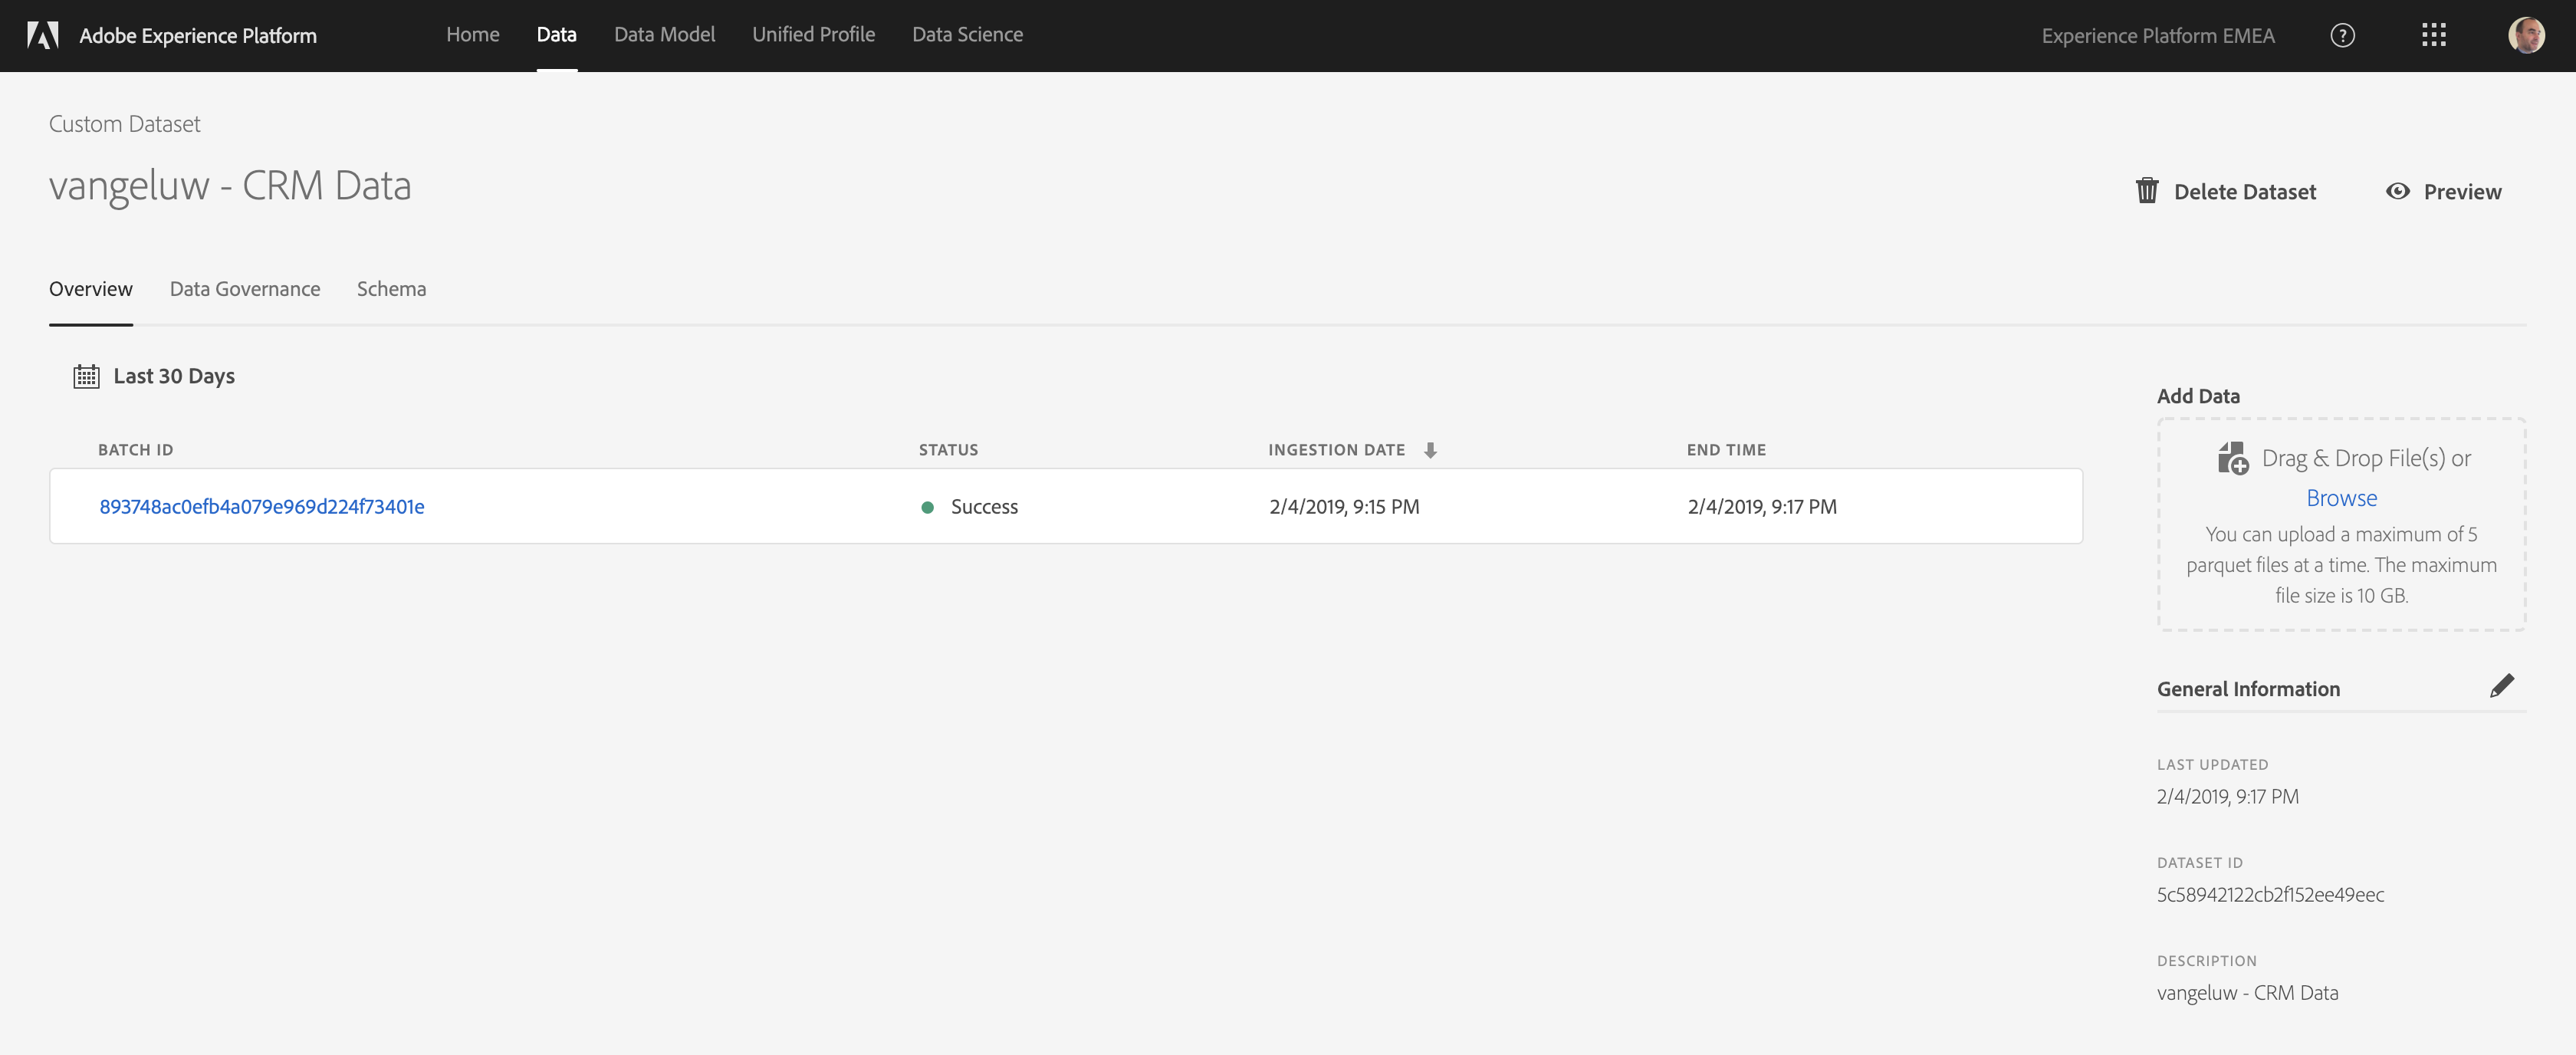 Adobe Experience Platform
Home
Data
Data Model
Unified Profile
Data Science
Experience Platform EMEA
Custom Dataset
vangeluw - CRM Data
Delete Dataset
Preview
Overview
Data Governance
Schema
Last 30 Days
BATCH ID
STATUS
INGESTION DATE
END TIME
893748ac0efb4a079e969d224f73401e
Success
2/4/2019, 9:15 PM
2/4/2019, 9:17 PM
Add Data
Drag & Drop File(s) or
Browse
You can upload a maximum of 5
parquet files at a time. The maximum
file size is 10 GB.
General Information
LAST UPDATED
2/4/2019, 9:17 PM
DATASET ID
5c58942122cb2f152ee49eec
DESCRIPTION
vangeluw - CRM Data